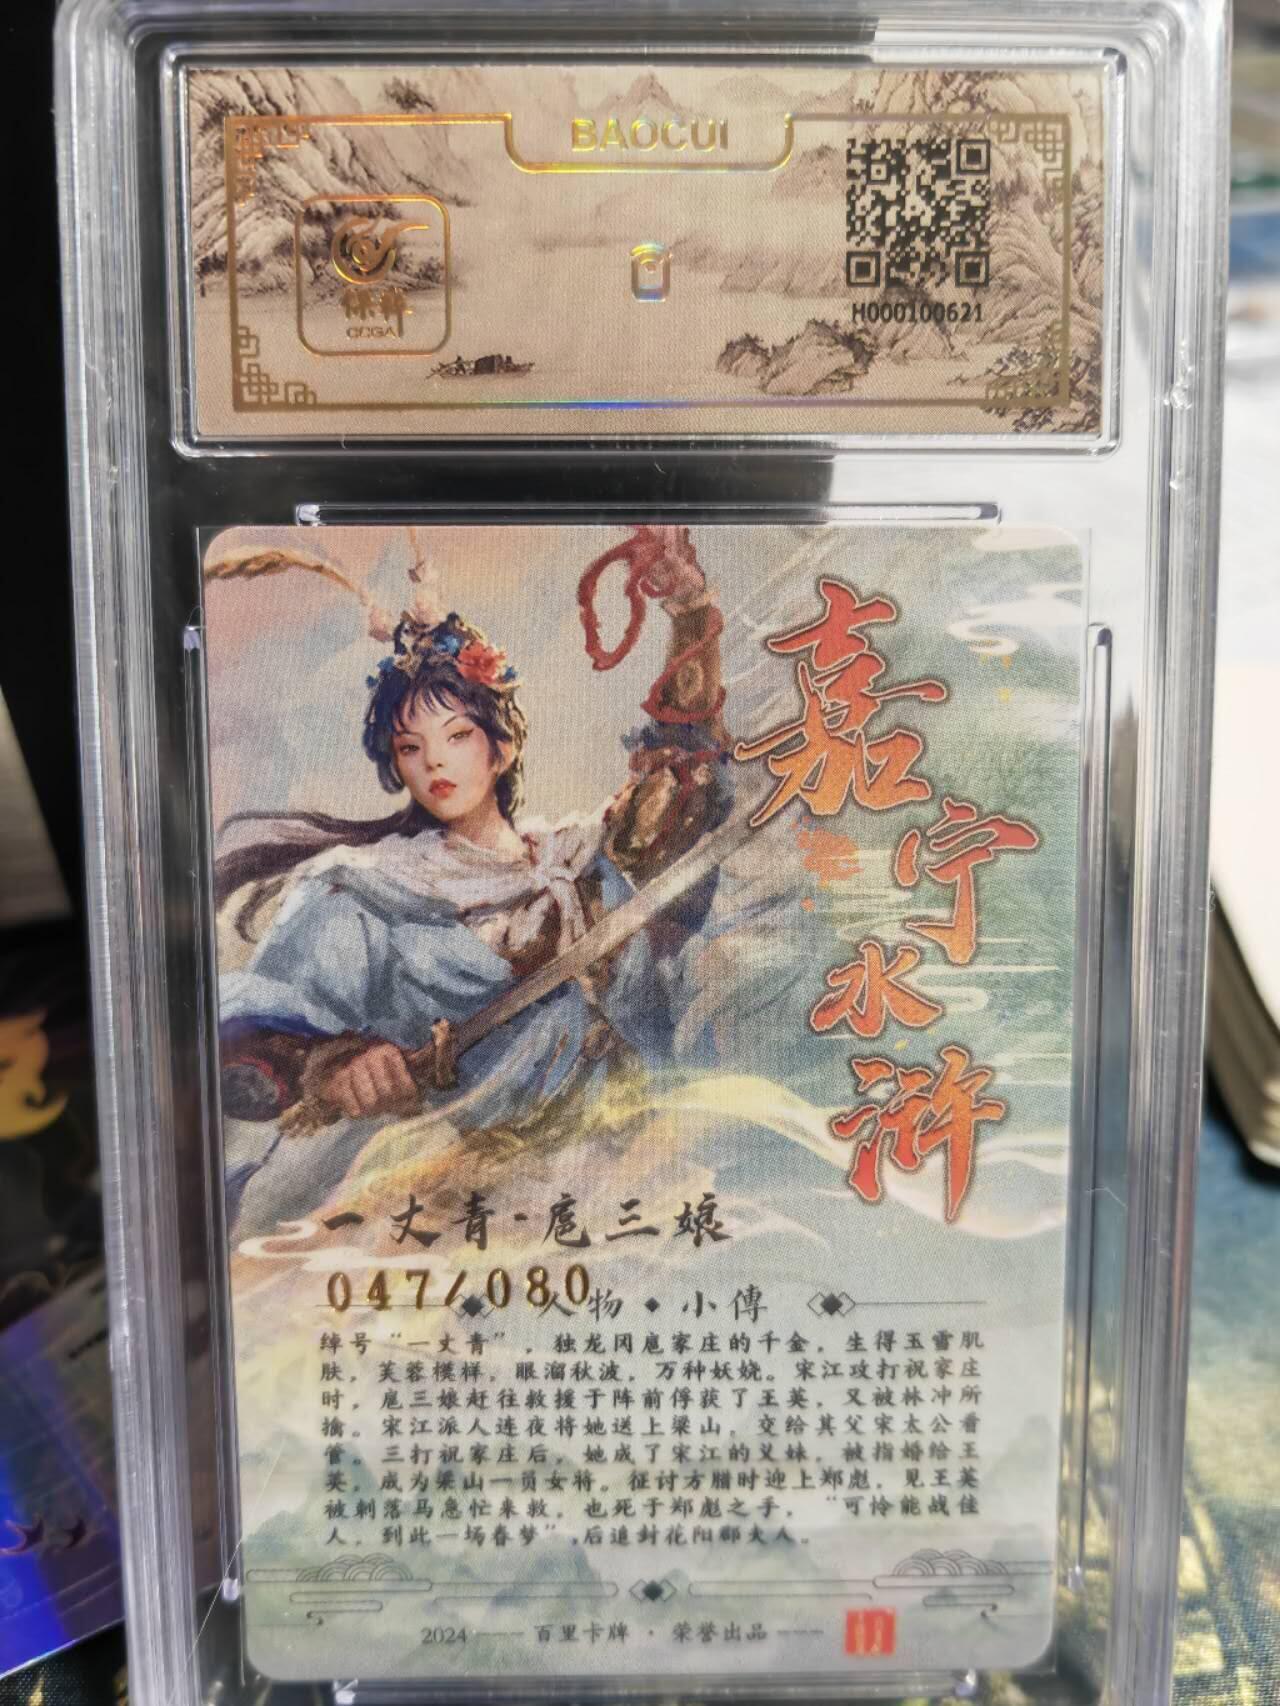 BAOCUI
保粹
CCGA
H000100621
嘉宁水浒
一丈青-扈三娘
047/080
人物·小傳
绰号“一丈青”，独龙冈扈家庄的千金，生得玉雪肌
肤，芙蓉模样，眼溜秋波，万种妖娆。宋江攻打祝家庄
时，扈三娘赶往救援于阵前俘获了王英，又被林冲所
擒。宋江派人连夜将她送上梁山，交给其父宋太公看
管。三打祝家庄后，她成了宋江的义妹，被指婚给王
英，成为梁山一员女将。征讨方腊时迎上郑彪，见王英
被刺落马急忙来救，也死于郑彪之手，“可怜能战佳
人，到此一场春梦”,后追封花阳郡夫人。
2024---百里卡牌·荣誉出品---